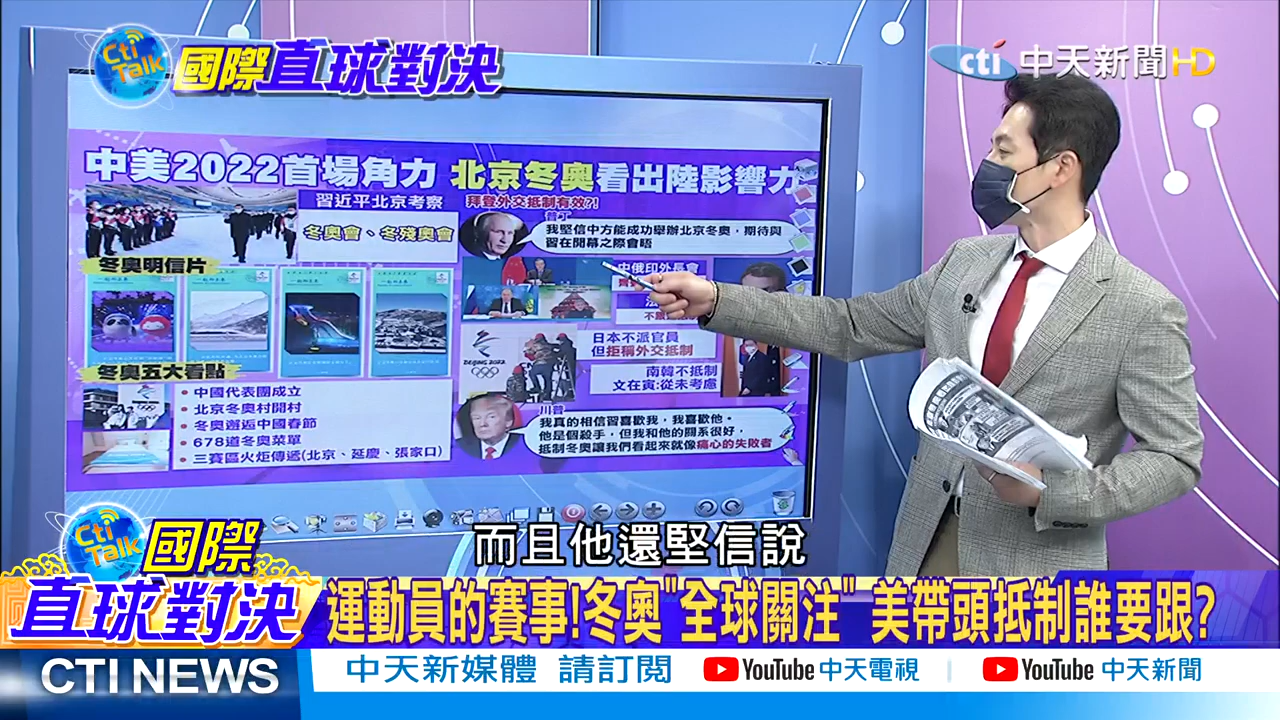 Cti Talk
國際直球對決
cti 中天新聞HD
中美2022首場角力 北京冬奧看出陸影響力
習近平北京考察
冬奧會、冬殘奧會
冬奧明信片
冬奧五大看點
• 中國代表團成立
• 北京冬奧村開村
• 冬奧邂逅中國春節
• 678道冬奧菜單
• 三賽區火炬傳遞(北京、延慶、張家口)
拜登外交抵制有效?!
普丁
我堅信中方能成功舉辦北京冬奧，期待與
習在開幕之際會晤
中俄印外長會
BEIJING 2022
日本不派官員
但拒稱外交抵制
南韓不抵制
文在寅:從未考慮
川普
我真的相信習喜歡我，我喜歡他。
他是個殺手，但我和他的關系很好，
抵制冬奧讓我們看起來就像痛心的失敗者
而且他還堅信說
Cti Talk
國際
直球對決
運動員的賽事!冬奧"全球關注" 美帶頭抵制誰要跟?
CTI NEWS
中天新媒體 請訂閱
YouTube 中天電視
YouTube 中天新聞